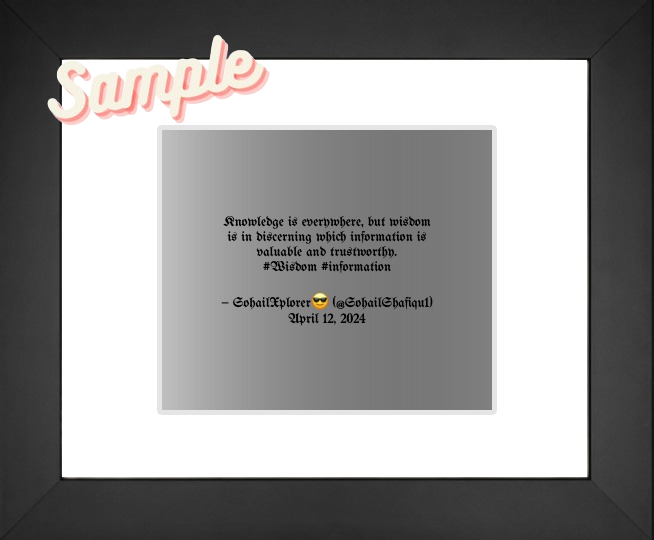 Sample
Knowledge is everywhere, but wisdom
is in discerning which information is
valuable and trustworthy.
#Wisdom #information
— SohailXplorer😎 (@SohailShafiqu1)
April 12, 2024